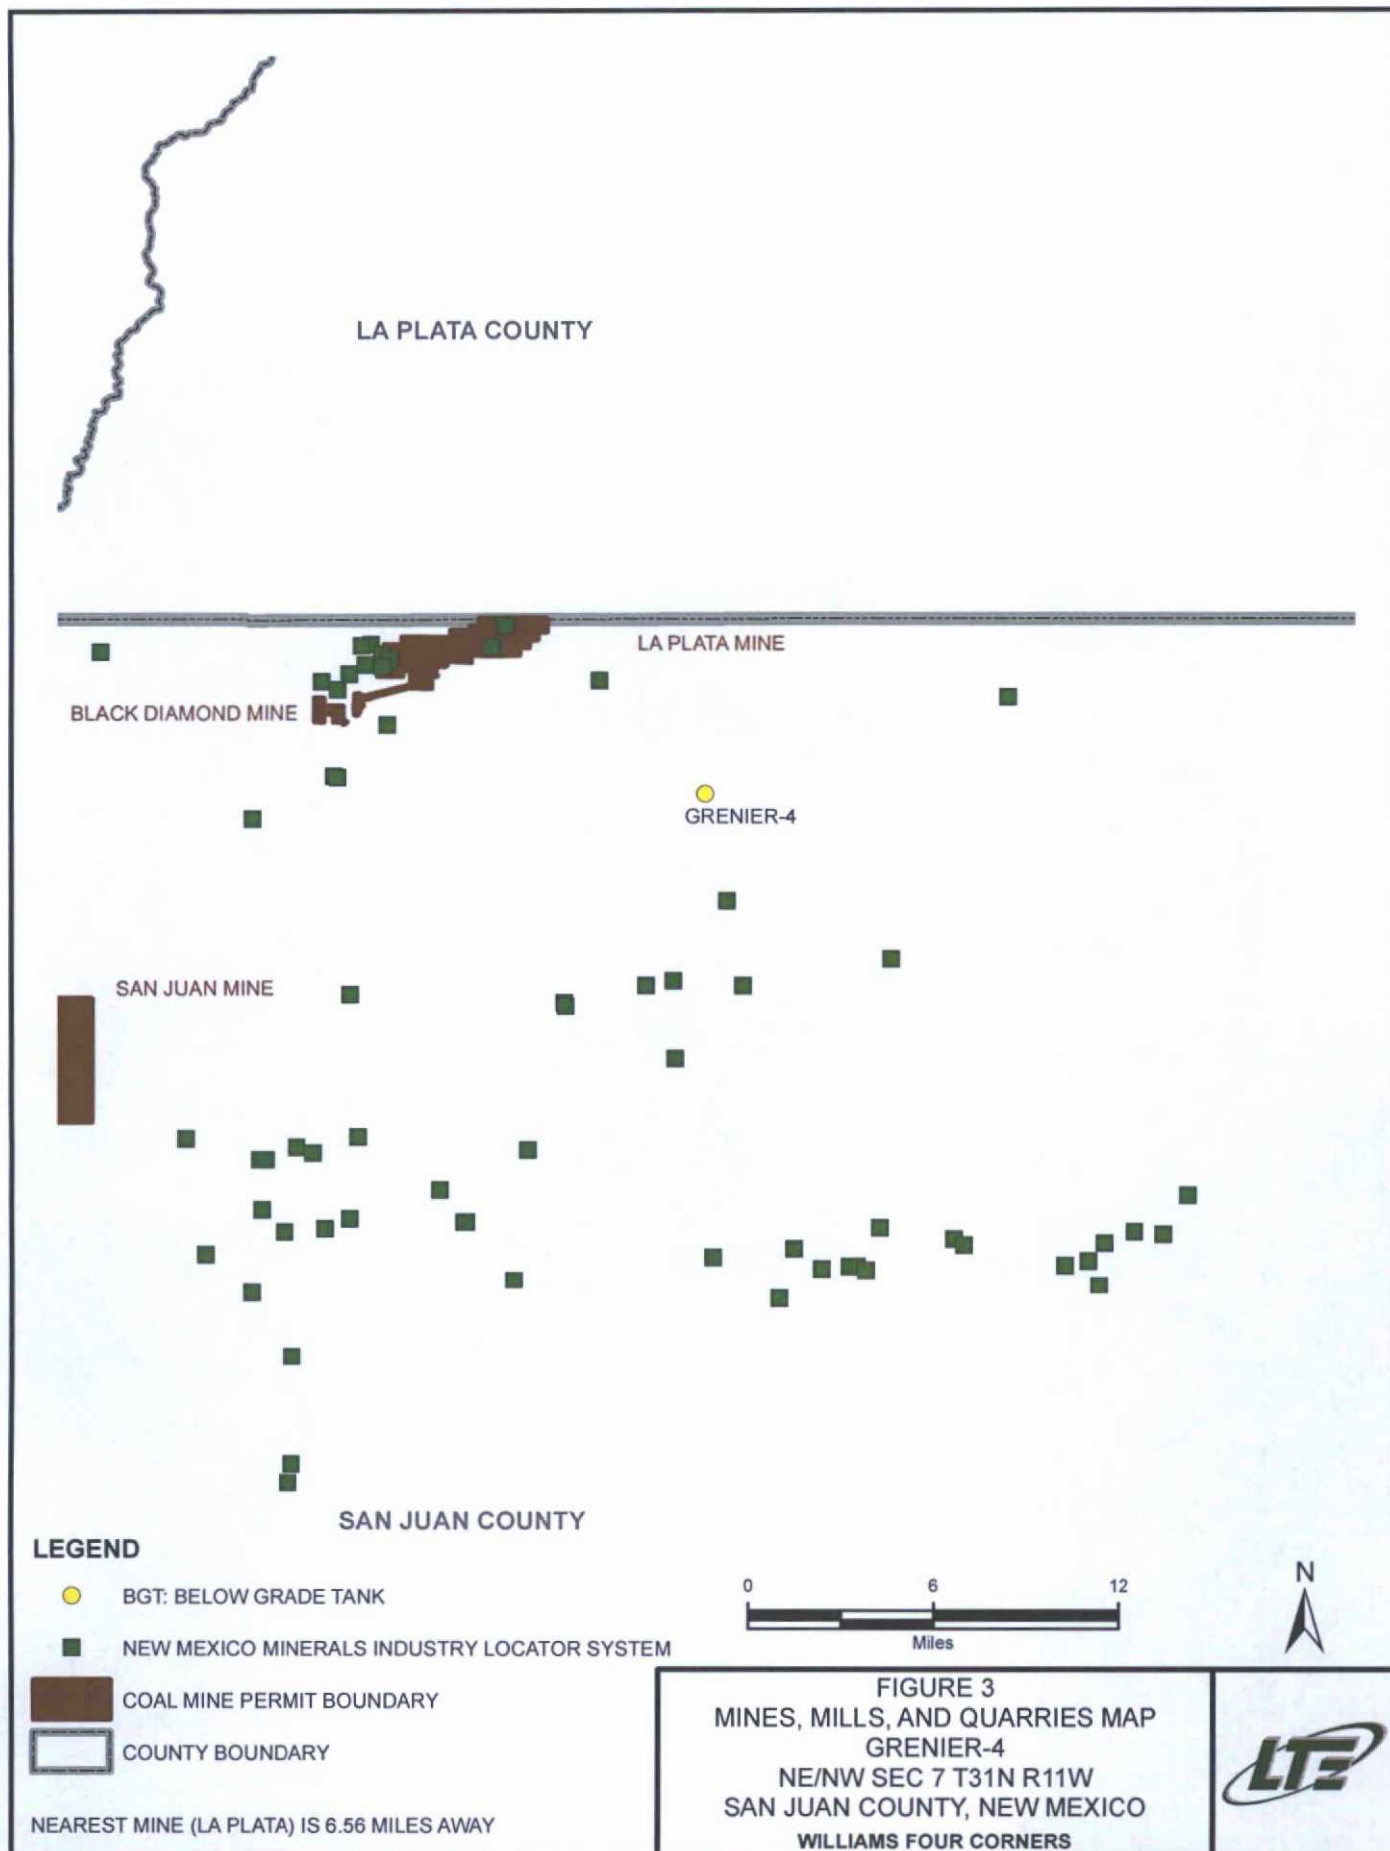 LA PLATA COUNTY
LA PLATA MINE
BLACK DIAMOND MINE
GRENIER-4
SAN JUAN MINE
SAN JUAN COUNTY
LEGEND
BGT: BELOW GRADE TANK
NEW MEXICO MINERALS INDUSTRY LOCATOR SYSTEM
COAL MINE PERMIT BOUNDARY
COUNTY BOUNDARY
NEAREST MINE (LA PLATA) IS 6.56 MILES AWAY
0 6 12
Miles
N
FIGURE 3
MINES, MILLS, AND QUARRIES MAP
GRENIER-4
NE/NW SEC 7 T31N R11W
SAN JUAN COUNTY, NEW MEXICO
WILLIAMS FOUR CORNERS
LTE